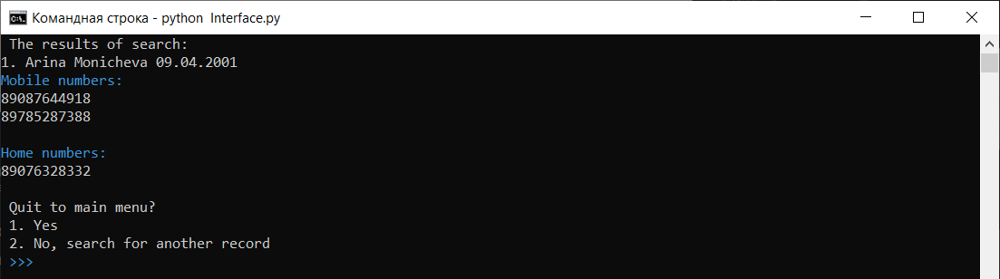 Командная строка - python Interface.py
The results of search:
1. Arina Monicheva 09.04.2001
Mobile numbers:
89087644918
89785287388
Home numbers:
89076328332
Quit to main menu?
1. Yes
2. No, search for another record
>>>